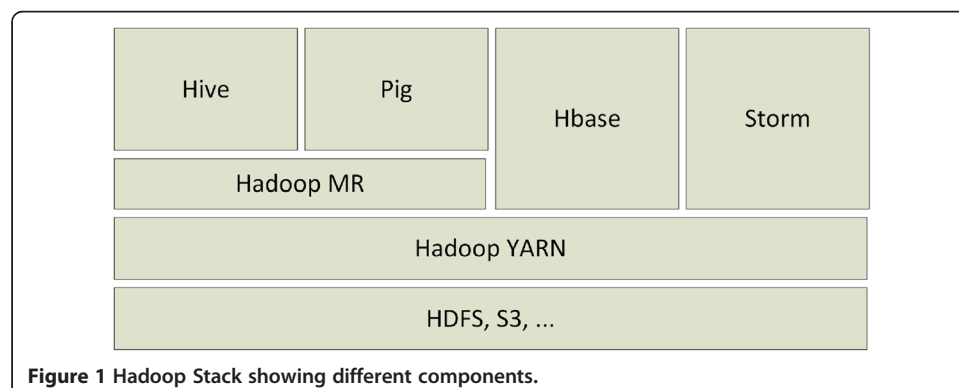 Hive
Pig
Hbase
Storm
Hadoop MR
Hadoop YARN
HDFS, S3, ...
Figure 1 Hadoop Stack showing different components.